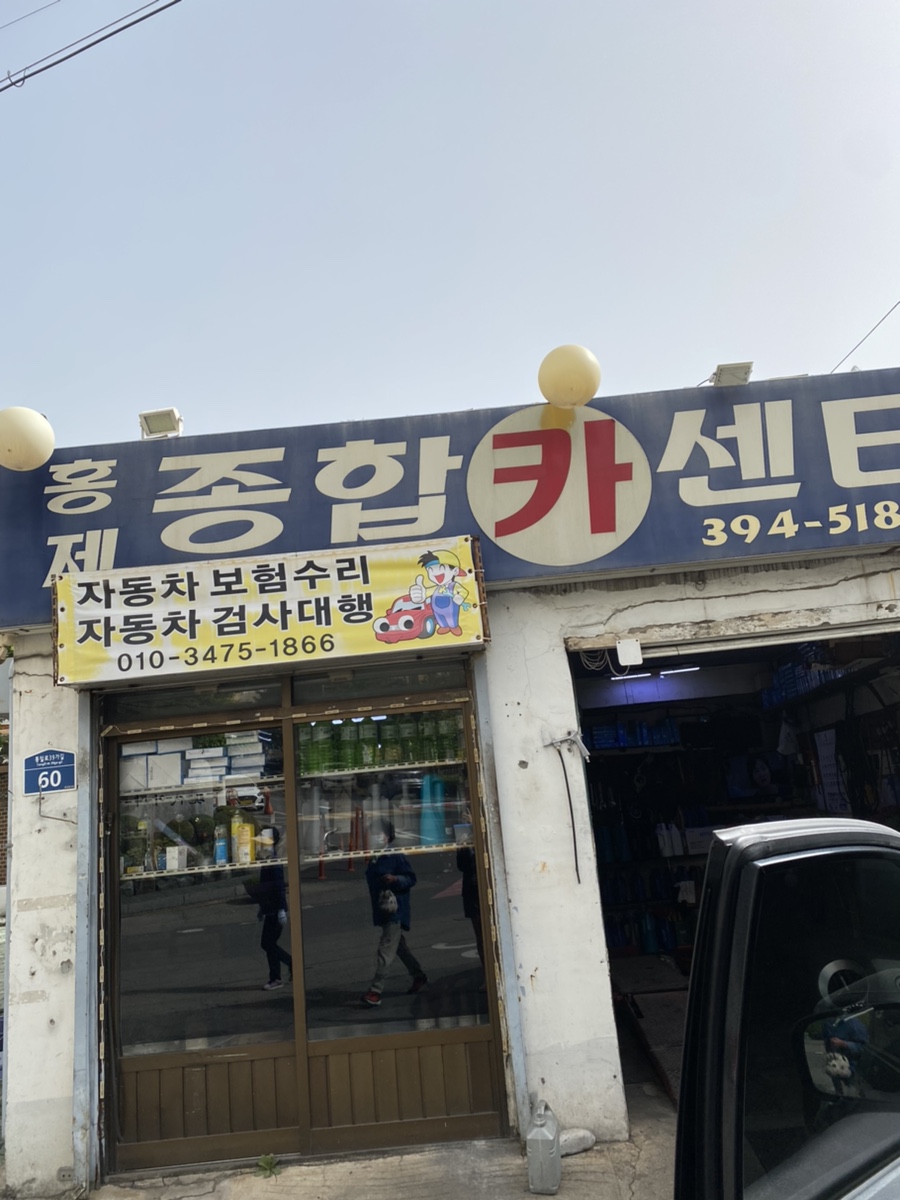 홍제 종합카센터
394-518
자동차 보험수리
자동차 검사대행
010-3475-1866
60